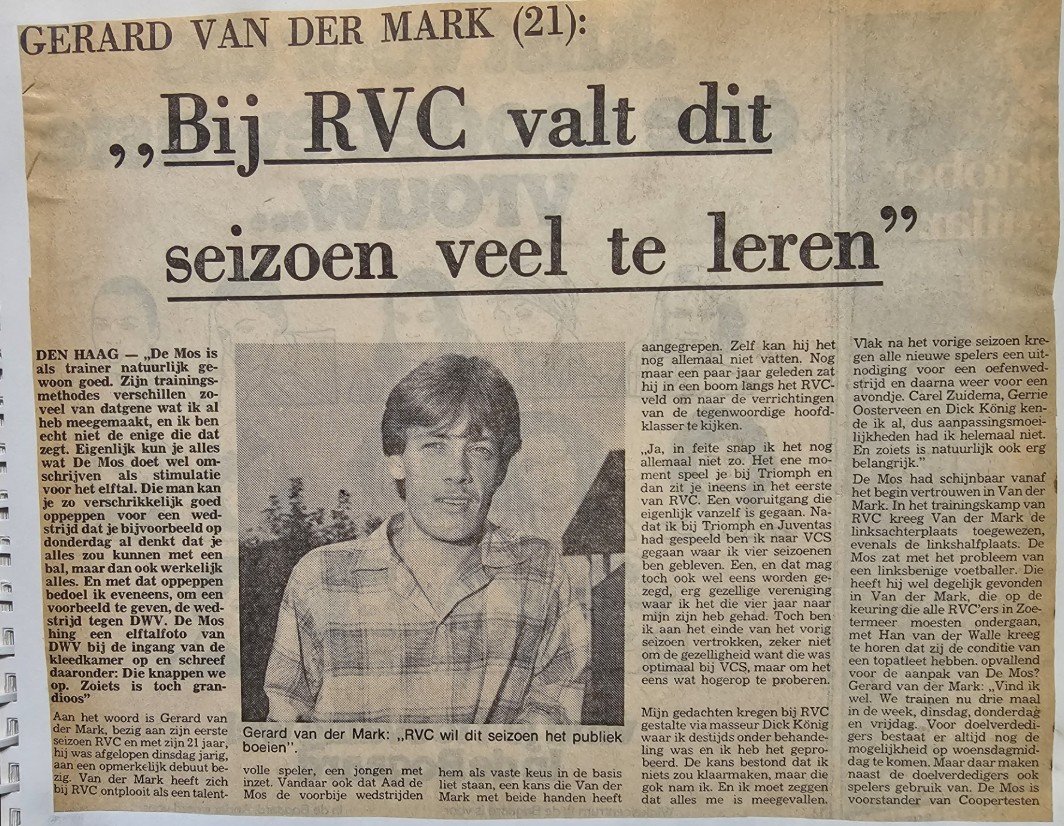 GERARD VAN DER MARK (21):
„Bij RVC valt dit
seizoen veel te leren”
DEN HAAG — „De Mos is
als trainer natuurlijk ge-
woon goed. Zijn trainings-
methodes verschillen zo-
veel van datgene wat ik al
heb meegemaakt, en ik ben
echt niet de enige die dat
zegt. Eigenlijk kun je alles
wat De Mos doet wel om-
schrijven als stimulatie
voor het elftal. Die man kan
je zo verschrikkelijk goed
oppeppen voor een wed-
strijd dat je bijvoorbeeld op
donderdag al denkt dat je
alles zou kunnen met een
bal, maar dan ook werkelijk
alles. En met dat oppeppen
bedoel ik eveneens, om een
voorbeeld te geven, de wed-
strijd tegen DWV. De Mos
hing een elftalfoto van
DWV bij de ingang van de
kleedkamer op en schreef
daaronder: Die knappen we
op. Zoiets is toch gran-
dioos”
Aan het woord is Gerard van
der Mark, bezig aan zijn eerste
seizoen RVC en met zijn 21 jaar,
hij was afgelopen dinsdag jarig,
aan een opmerkelijk debuut be-
zig. Van der Mark heeft zich
bij RVC ontplooit als een talent-
Gerard van der Mark: „RVC wil dit seizoen het publiek
boeien”.
volle speler, een jongen met
inzet. Vandaar ook dat Aad de
Mos de voorbije wedstrijden
hem als vaste keus in de basis
liet staan, een kans die Van der
Mark met beide handen heeft
aangegrepen. Zelf kan hij het
nog allemaal niet vatten. Nog
maar een paar jaar geleden zat
hij in een boom langs het RVC-
veld om naar de verrichtingen
van de tegenwoordige hoofd-
klasser te kijken.
„Ja, in feite snap ik het nog
allemaal niet zo. Het ene mo-
ment speel je bij Triomph en
dan zit je ineens in het eerste
van RVC. Een vooruitgang die
eigenlijk vanzelf is gegaan. Na-
dat ik bij Triomph en Juventas
had gespeeld ben ik naar VCS
gegaan waar ik vier seizoenen
ben gebleven. Een, en dat mag
toch ook wel eens worden ge-
zegd, erg gezellige vereniging
waar ik het die vier jaar naar
mijn zin heb gehad. Toch ben
ik aan het einde van het vorig
seizoen vertrokken, zeker niet
om de gezelligheid want die was
optimaal bij VCS, maar om het
eens wat hogerop te proberen.
Mijn gedachten kregen bij RVC
gestalte via masseur Dick König
waar ik destijds onder behande-
ling was en ik heb het gepro-
beerd. De kans bestond dat ik
niets zou klaarmaken, maar die
gok nam ik. En ik moet zeggen
dat alles me is meegevallen.
Vlak na het vorige seizoen kre-
gen alle nieuwe spelers een uit-
nodiging voor een oefenwed-
strijd en daarna weer voor een
avondje. Carel Zuidema, Gerrie
Oosterveen en Dick König ken-
de ik al, dus aanpassingsmoei-
lijkheden had ik helemaal niet.
En zoiets is natuurlijk ook erg
belangrijk.”
De Mos had schijnbaar vanaf
het begin vertrouwen in Van der
Mark. In het trainingskamp van
RVC kreeg Van der Mark de
linksachterplaats toegewezen,
evenals de linkshalfplaats. De
Mos zat met het probleem van
een linksbenige voetballer. Die
heeft hij wel degelijk gevonden
in Van der Mark, die op de
keuring die alle RVC’ers in Zoe-
termeer moesten ondergaan,
met Han van der Walle kreeg
te horen dat zij de conditie van
een topatleet hebben. opvallend
voor de aanpak van De Mos?
Gerard van der Mark: „Vind ik
wel. We trainen nu drie maal
in de week, dinsdag, donderdag
en vrijdag. Voor doelverdedi-
gers bestaat er altijd nog de
mogelijkheid op woensdagmid-
dag te komen. Maar daar maken
naast de doelverdedigers ook
spelers gebruik van. De Mos is
voorstander van Coopertesten